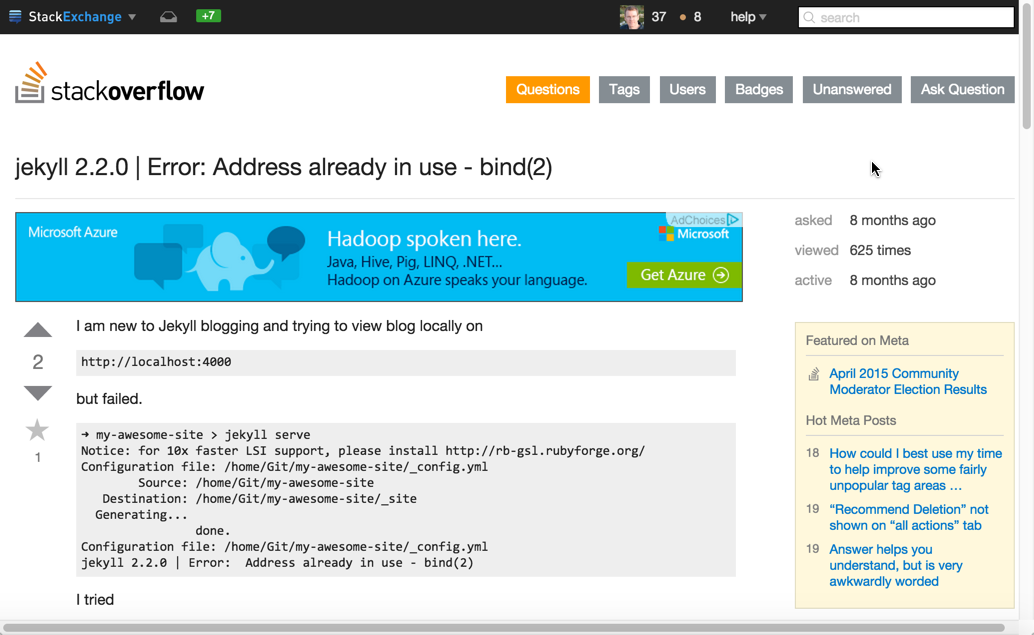 StackExchange +7 37 8 help search
stackoverflow
Questions Tags Users Badges Unanswered Ask Question
jekyll 2.2.0 | Error: Address already in use - bind(2)
Microsoft Azure
Hadoop spoken here.
Java, Hive, Pig, LINQ, .NET...
Hadoop on Azure speaks your language.
AdChoices
Microsoft
Get Azure
asked 8 months ago
viewed 625 times
active 8 months ago
2
1
I am new to Jekyll blogging and trying to view blog locally on
http://localhost:4000
but failed.
➜ my-awesome-site > jekyll serve
Notice: for 10x faster LSI support, please install http://rb-gsl.rubyforge.org/
Configuration file: /home/Git/my-awesome-site/_config.yml
Source: /home/Git/my-awesome-site
Destination: /home/Git/my-awesome-site/_site
Generating...
done.
Configuration file: /home/Git/my-awesome-site/_config.yml
jekyll 2.2.0 | Error:  Address already in use - bind(2)
I tried
Featured on Meta
April 2015 Community
Moderator Election Results
Hot Meta Posts
18 How could I best use my time
to help improve some fairly
unpopular tag areas …
19 “Recommend Deletion” not
shown on “all actions” tab
19 Answer helps you
understand, but is very
awkwardly worded